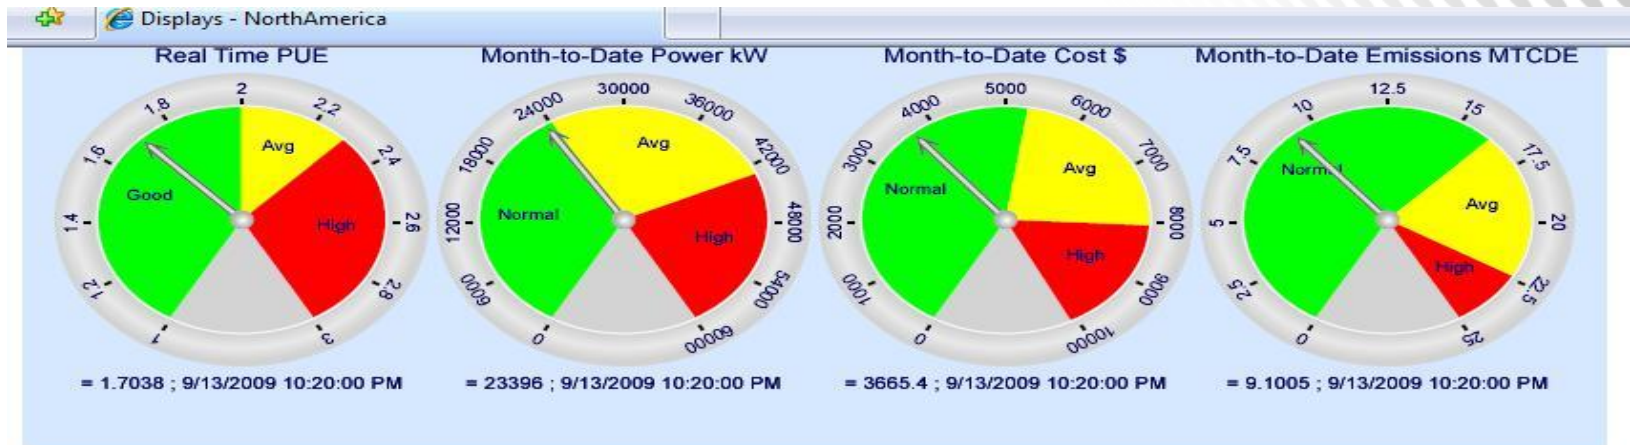 Displays - NorthAmerica
Real Time PUE
1
1.2
1.4
1.6
1.8
2
2.2
2.4
2.6
2.8
3
Good
Avg
High
= 1.7038 ; 9/13/2009 10:20:00 PM
Month-to-Date Power kW
0
6000
12000
18000
24000
30000
36000
42000
48000
54000
60000
Normal
Avg
High
= 23396 ; 9/13/2009 10:20:00 PM
Month-to-Date Cost $
0
1000
2000
3000
4000
5000
6000
7000
8000
9000
10000
Normal
Avg
High
= 3665.4 ; 9/13/2009 10:20:00 PM
Month-to-Date Emissions MTCDE
0
2.5
5
7.5
10
12.5
15
17.5
20
22.5
25
Normal
Avg
High
= 9.1005 ; 9/13/2009 10:20:00 PM